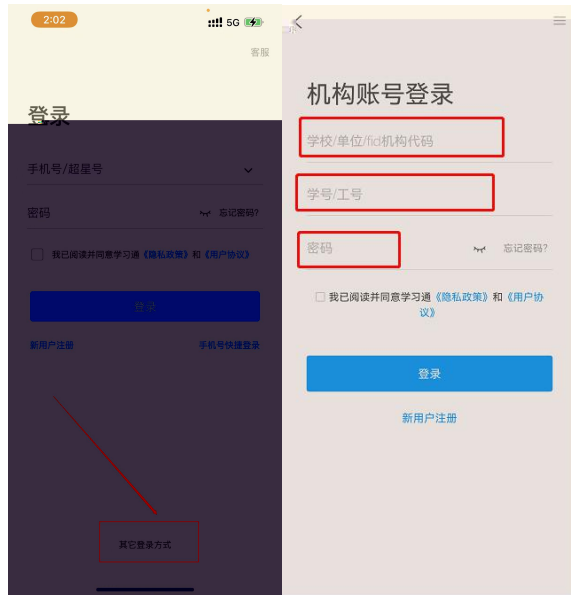 2:02
5G
客服
登录
手机号/超星号
密码
忘记密码?
我已阅读并同意学习通《隐私政策》和《用户协议》
登录
新用户注册
手机号快捷登录
其它登录方式
机构账号登录
学校/单位/fid机构代码
学号/工号
密码
忘记密码?
我已阅读并同意学习通《隐私政策》和《用户协
议》
登录
新用户注册